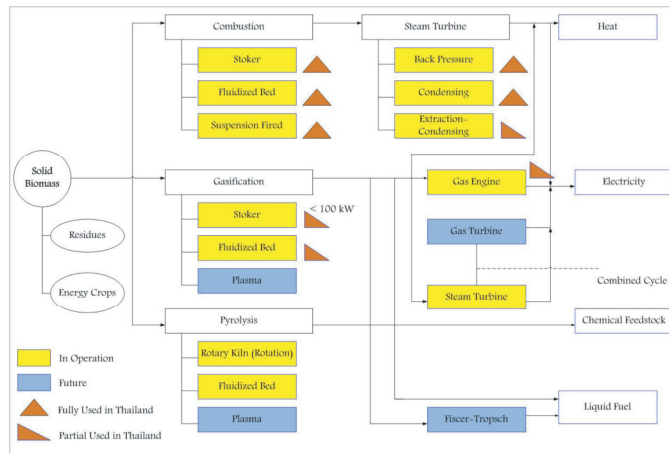 Combustion
Steam Turbine
Heat
Stoker
Back Pressure
Fluidized Bed
Condensing
Suspension Fired
Extraction-
Condensing
Solid
Biomass
Gasification
Gas Engine
Electricity
< 100 kW
Stoker
Residues
Gas Turbine
Fluidized Bed
Plasma
Combined Cycle
Energy Crops
Steam Turbine
Pyrolysis
Chemical Feedstock
Rotary Kiln (Rotation)
In Operation
Fluidized Bed
Future
Fully Used in Thailand
Plasma
Fiscer-Tropsch
Liquid Fuel
Partial Used in Thailand